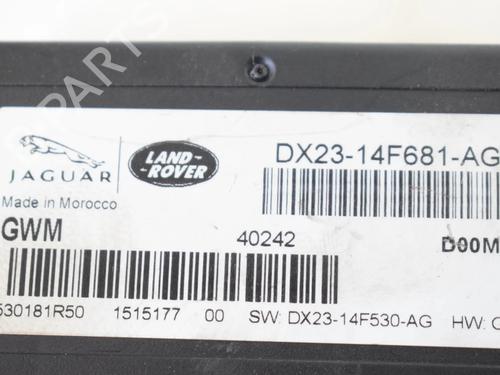 PARTS
DX23-14F681-AG
JAGUAR
LAND-
ROVER
Made in Morocco
GWM
40242
D00M
530181R50 1515177 00 SW: DX23-14F530-AG HW: C